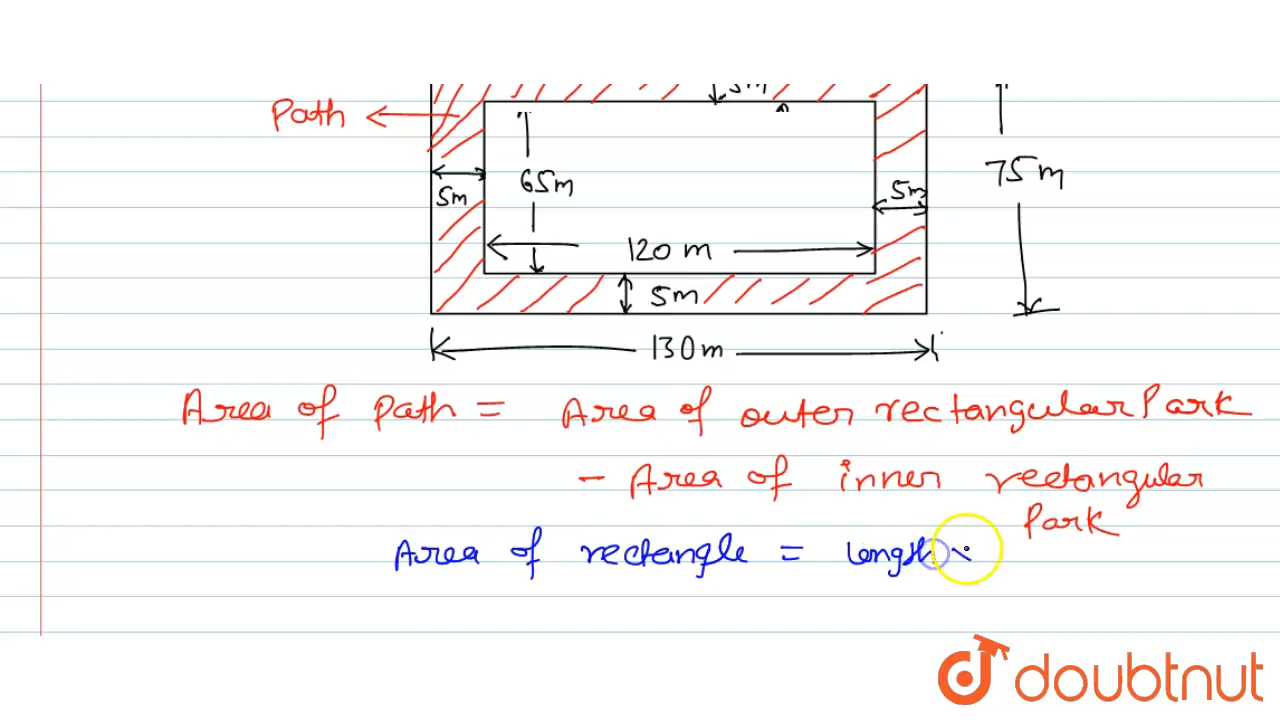 5m
Path
65m
75m
5m
5m
120 m
5m
130m
Area of Path = Area of outer rectangular Park
- Area of inner rectangular
Park
Area of rectangle = length ×
doubtnut